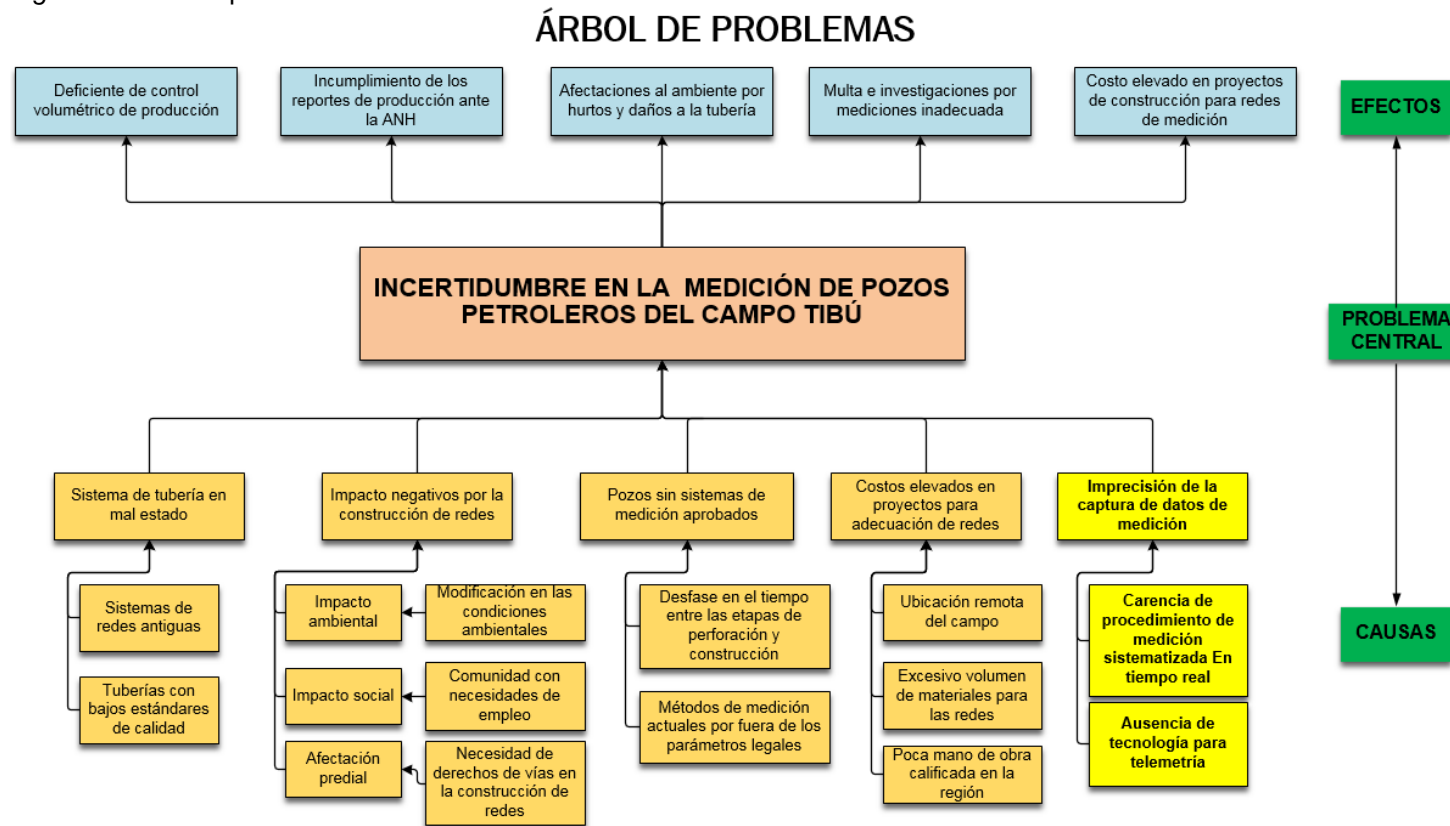 ÁRBOL DE PROBLEMAS
Deficiente de control
volumétrico de producción
Incumplimiento de los
reportes de producción ante
la ANH
Afectaciones al ambiente por
hurtos y daños a la tubería
Multa e investigaciones por
mediciones inadecuada
Costo elevado en proyectos
de construcción para redes
de medición
EFECTOS
INCERTIDUMBRE EN LA MEDICIÓN DE POZOS
PETROLEROS DEL CAMPO TIBÚ
PROBLEMA
CENTRAL
Sistema de tubería en
mal estado
Impacto negativos por la
construcción de redes
Pozos sin sistemas de
medición aprobados
Costos elevados en
proyectos para
adecuación de redes
Imprecisión de la
captura de datos de
medición
Sistemas de
redes antiguas
Tuberías con
bajos estándares
de calidad
Impacto
ambiental
Modificación en las
condiciones
ambientales
Impacto social
Comunidad con
necesidades de
empleo
Afectación
predial
Necesidad de
derechos de vías en
la construcción de
redes
Desfase en el tiempo
entre las etapas de
perforación y
construcción
Métodos de medición
actuales por fuera de los
parámetros legales
Ubicación remota
del campo
Excesivo volumen
de materiales para
las redes
Poca mano de obra
calificada en la
región
Carencia de
procedimiento de
medición
sistematizada En
tiempo real
Ausencia de
tecnología para
telemetría
CAUSAS